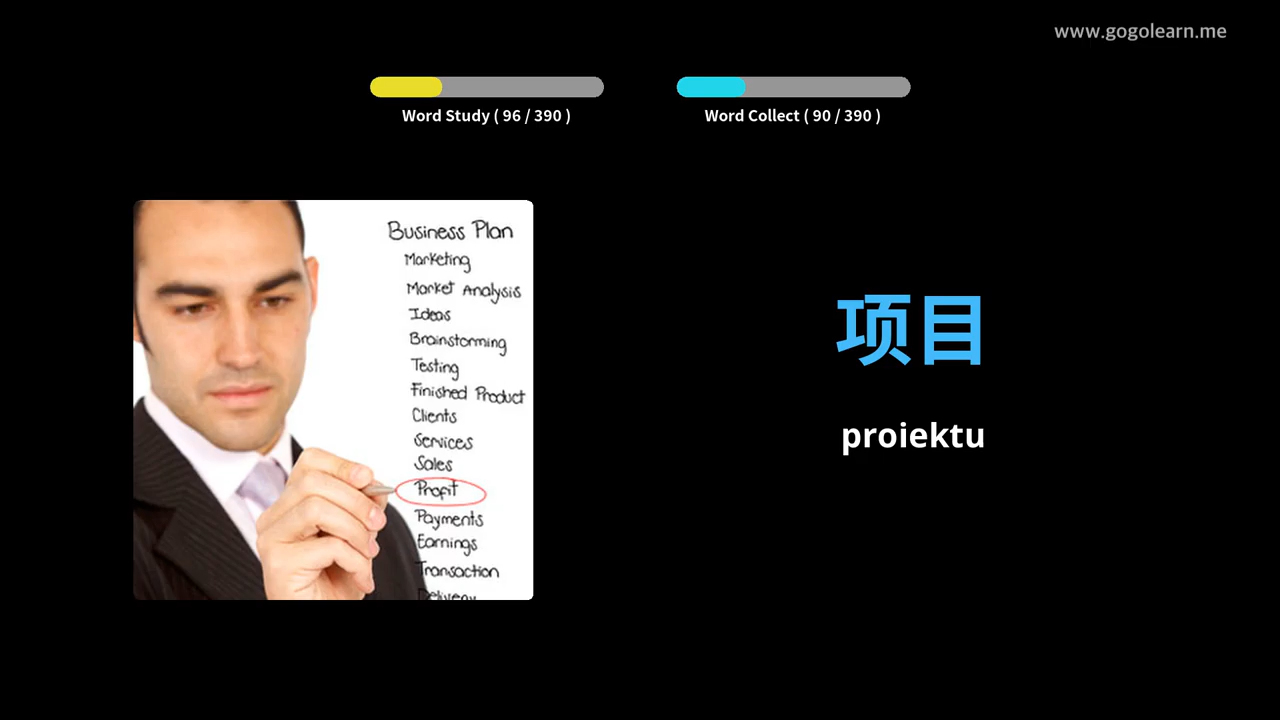 www.gogolearn.me
Word Study ( 96 / 390 )
Word Collect ( 90 / 390 )
Business Plan
Marketing
Market Analysis
Ideas
Brainstorming
Testing
Finished Product
Clients
Services
Sales
Profit
Payments
Earnings
Transaction
Delivery
项目
proiektu